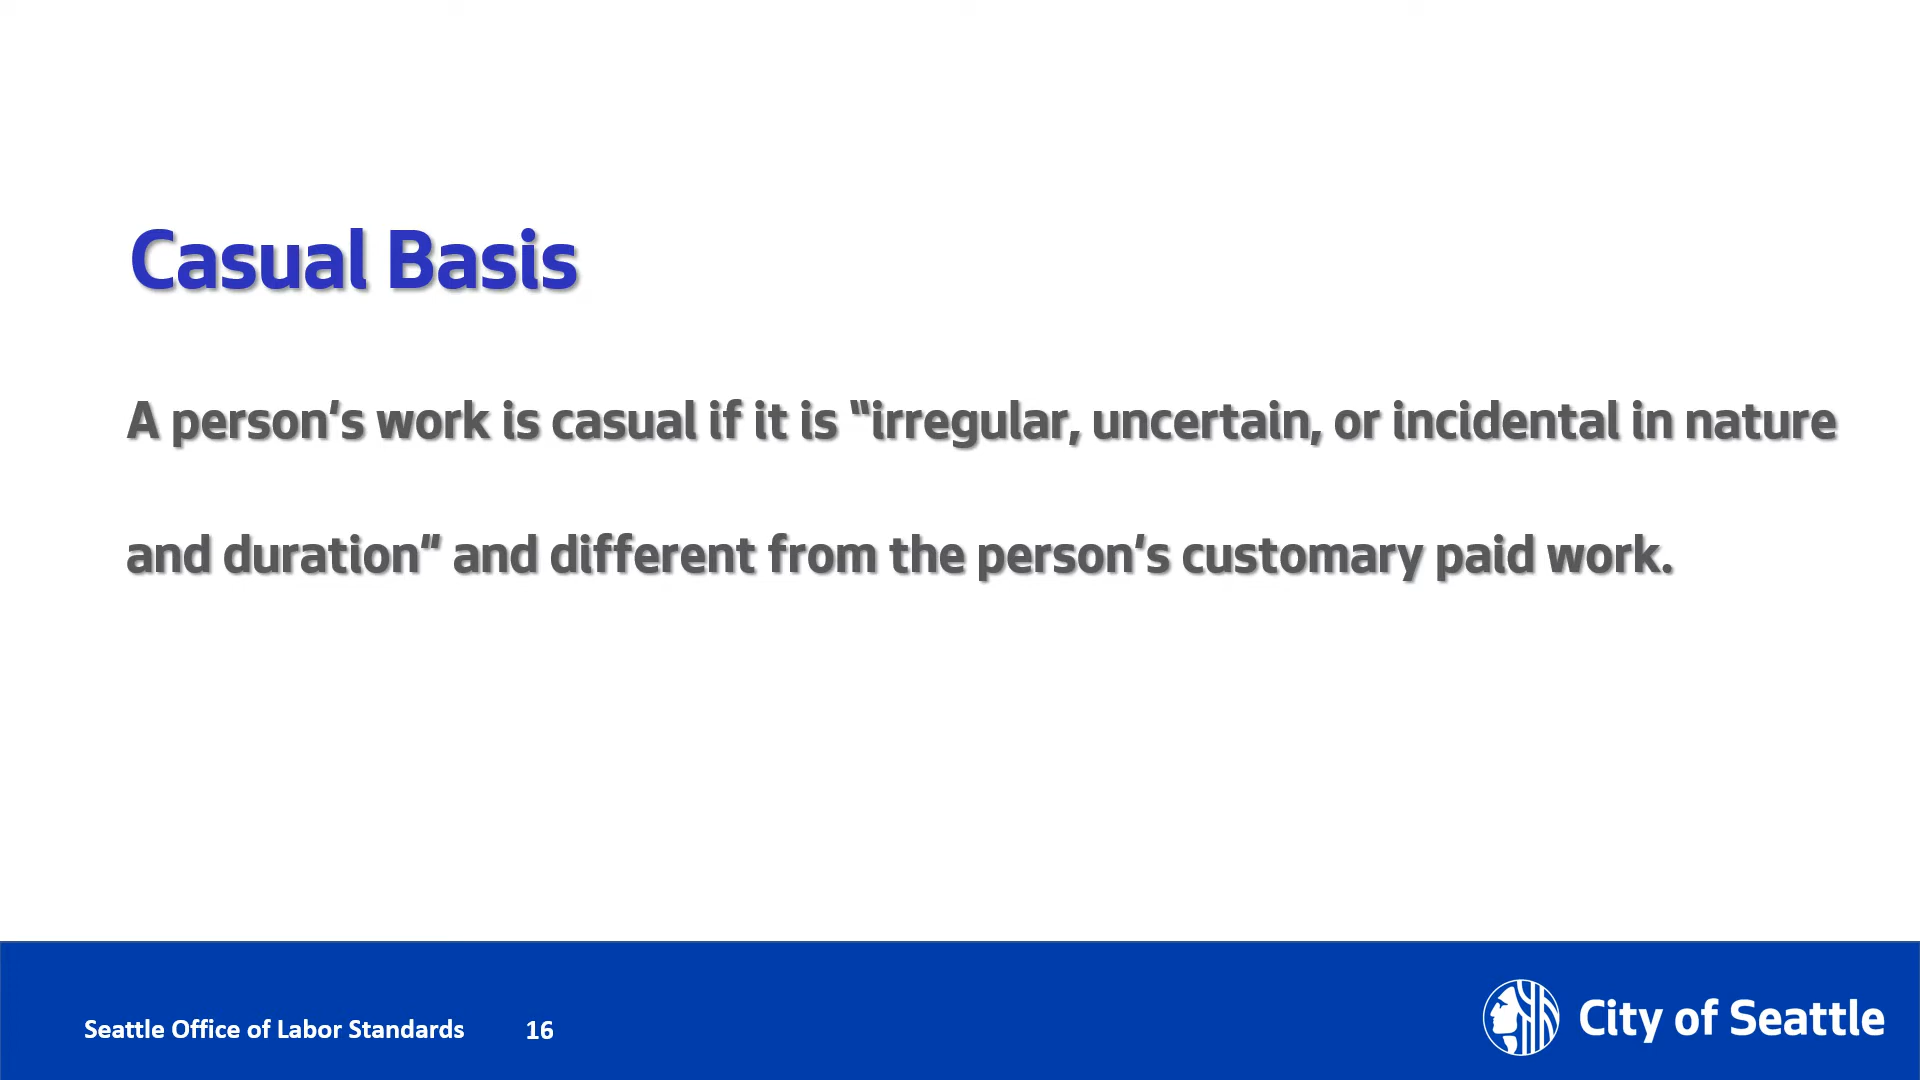 Casual Basis
A person’s work is casual if it is “irregular, uncertain, or incidental in nature
and duration” and different from the person’s customary paid work.
Seattle Office of Labor Standards 16
City of Seattle